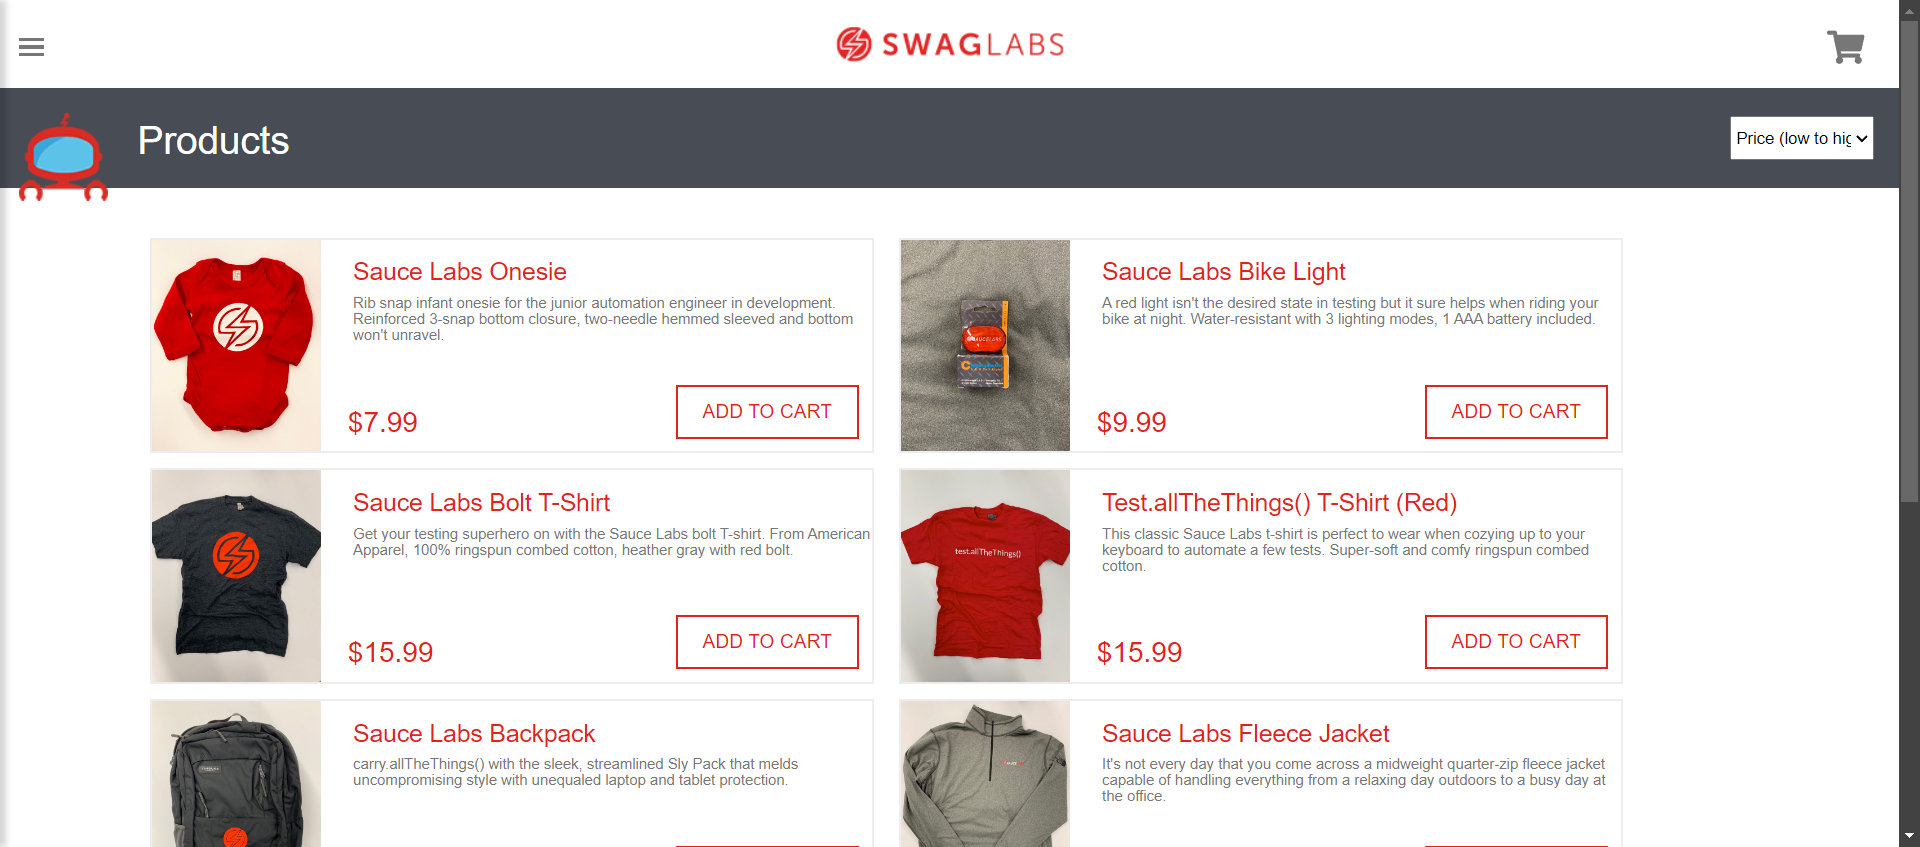 SWAGLABS
Products
Price (low to hig
Sauce Labs Onesie
Rib snap infant onesie for the junior automation engineer in development.
Reinforced 3-snap bottom closure, two-needle hemmed sleeved and bottom
won't unravel.
$7.99
ADD TO CART
Sauce Labs Bike Light
A red light isn't the desired state in testing but it sure helps when riding your
bike at night. Water-resistant with 3 lighting modes, 1 AAA battery included.
$9.99
ADD TO CART
Sauce Labs Bolt T-Shirt
Get your testing superhero on with the Sauce Labs bolt T-shirt. From American
Apparel, 100% ringspun combed cotton, heather gray with red bolt.
$15.99
ADD TO CART
test.allTheThings()
Test.allTheThings() T-Shirt (Red)
This classic Sauce Labs t-shirt is perfect to wear when cozying up to your
keyboard to automate a few tests. Super-soft and comfy ringspun combed
cotton.
$15.99
ADD TO CART
Sauce Labs Backpack
carry.allTheThings() with the sleek, streamlined Sly Pack that melds
uncompromising style with unequaled laptop and tablet protection.
Sauce Labs Fleece Jacket
It's not every day that you come across a midweight quarter-zip fleece jacket
capable of handling everything from a relaxing day outdoors to a busy day at
the office.